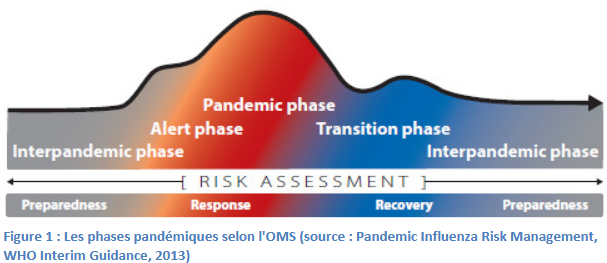 Pandemic phase
Alert phase
Transition phase
Interpandemic phase
Interpandemic phase
[ RISK ASSESSMENT ]
Preparedness
Response
Recovery
Preparedness
Figure 1 : Les phases pandémiques selon l'OMS (source : Pandemic Influenza Risk Management,
WHO Interim Guidance, 2013)